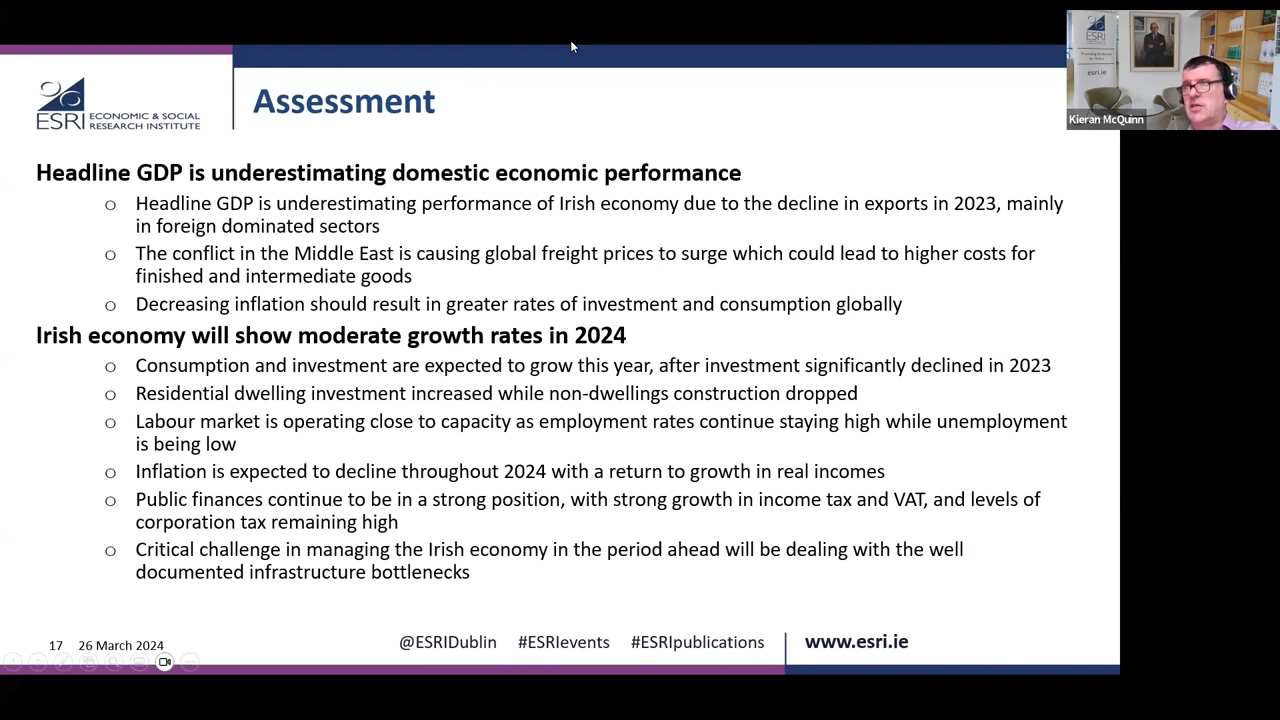 ESRI
Providing Evidence
for Policy
esri.ie
Kieran McQuinn
ESRI ECONOMIC & SOCIAL
RESEARCH INSTITUTE
Assessment
Headline GDP is underestimating domestic economic performance
o Headline GDP is underestimating performance of Irish economy due to the decline in exports in 2023, mainly
in foreign dominated sectors
o The conflict in the Middle East is causing global freight prices to surge which could lead to higher costs for
finished and intermediate goods
o Decreasing inflation should result in greater rates of investment and consumption globally
Irish economy will show moderate growth rates in 2024
o Consumption and investment are expected to grow this year, after investment significantly declined in 2023
o Residential dwelling investment increased while non-dwellings construction dropped
o Labour market is operating close to capacity as employment rates continue staying high while unemployment
is being low
o Inflation is expected to decline throughout 2024 with a return to growth in real incomes
o Public finances continue to be in a strong position, with strong growth in income tax and VAT, and levels of
corporation tax remaining high
o Critical challenge in managing the Irish economy in the period ahead will be dealing with the well
documented infrastructure bottlenecks
17 26 March 2024
@ESRIDublin #ESRIevents #ESRIpublications
www.esri.ie